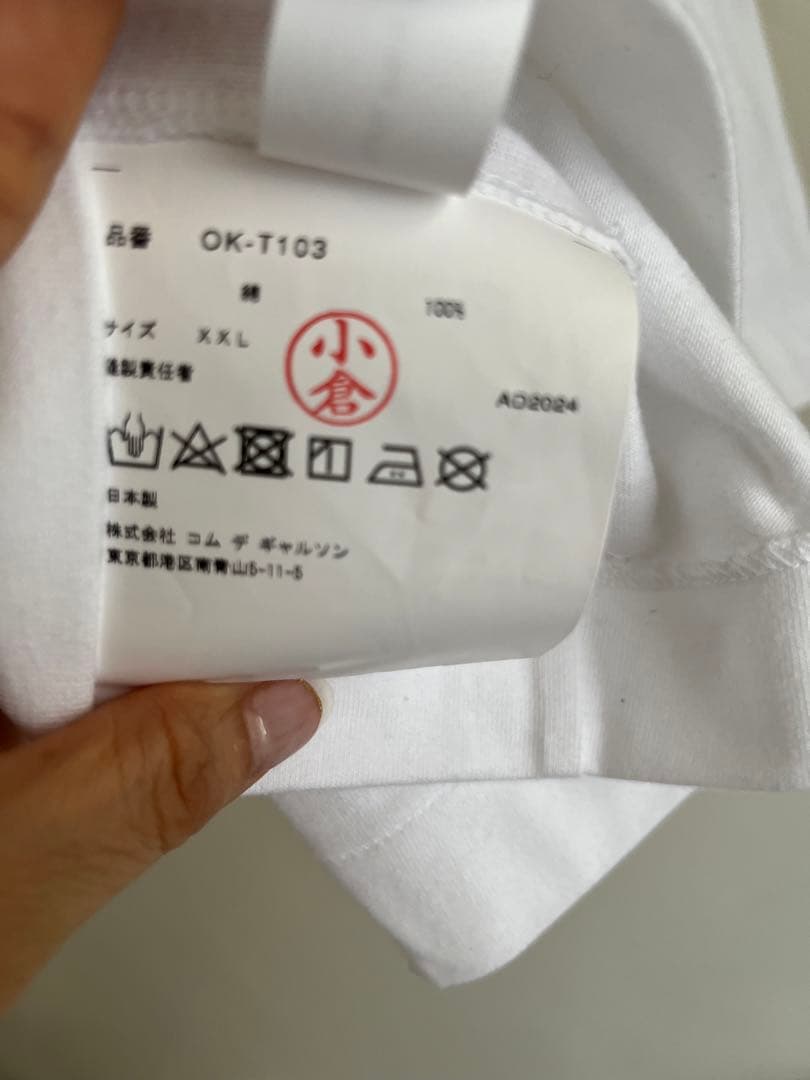 品番 OK-T103
綿 100%
サイズ XXL
縫製責任者
小倉
AD2024
日本製
株式会社 コム デ ギャルソン
東京都港区南青山5-11-5